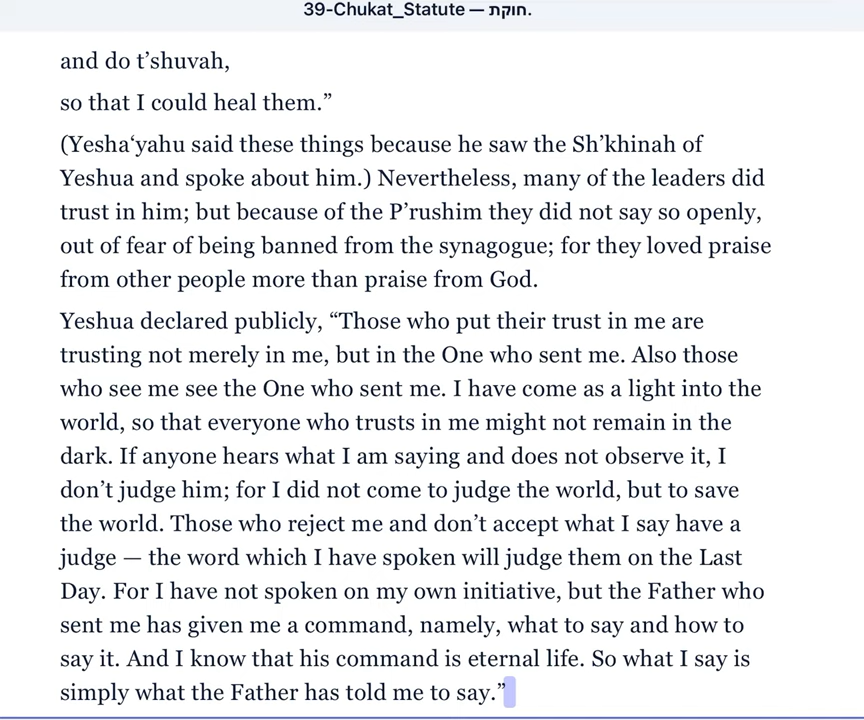 39-Chukat_Statute — חוקת.
and do t’shuvah,
so that I could heal them.”
(Yesha‘yahu said these things because he saw the Sh’khinah of
Yeshua and spoke about him.) Nevertheless, many of the leaders did
trust in him; but because of the P’rushim they did not say so openly,
out of fear of being banned from the synagogue; for they loved praise
from other people more than praise from God.
Yeshua declared publicly, “Those who put their trust in me are
trusting not merely in me, but in the One who sent me. Also those
who see me see the One who sent me. I have come as a light into the
world, so that everyone who trusts in me might not remain in the
dark. If anyone hears what I am saying and does not observe it, I
don’t judge him; for I did not come to judge the world, but to save
the world. Those who reject me and don’t accept what I say have a
judge — the word which I have spoken will judge them on the Last
Day. For I have not spoken on my own initiative, but the Father who
sent me has given me a command, namely, what to say and how to
say it. And I know that his command is eternal life. So what I say is
simply what the Father has told me to say.”